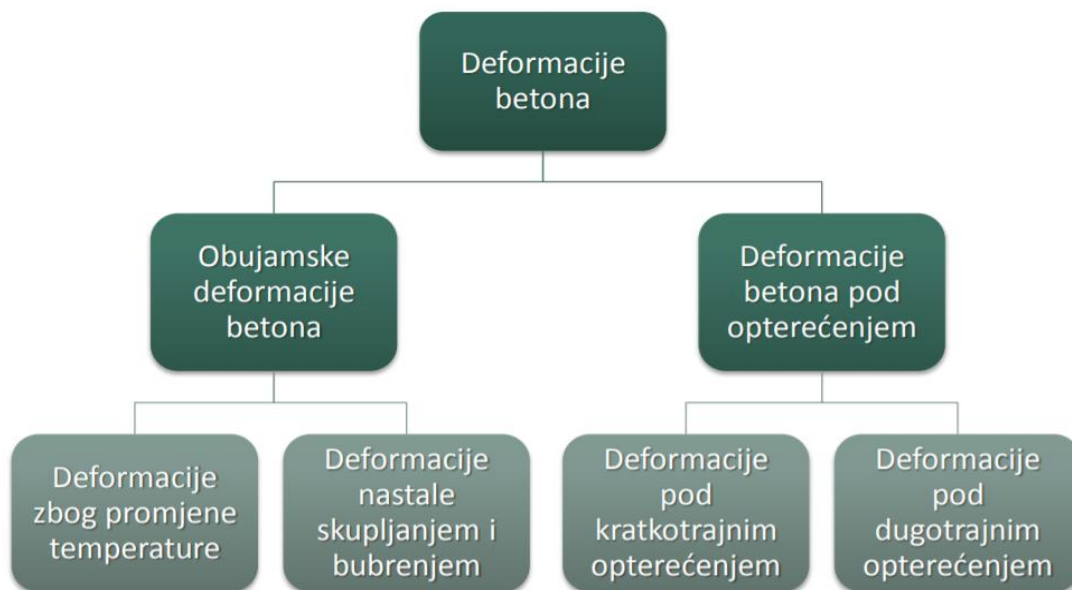 Deformacije
betona
Obujamske
deformacije
betona
Deformacije
betona pod
opterećenjem
Deformacije
zbog promjene
temperature
Deformacije
nastale
skupljanjem i
bubrenjem
Deformacije
pod
kratkotrajnim
opterećenjem
Deformacije
pod
dugotrajnim
opterećenjem